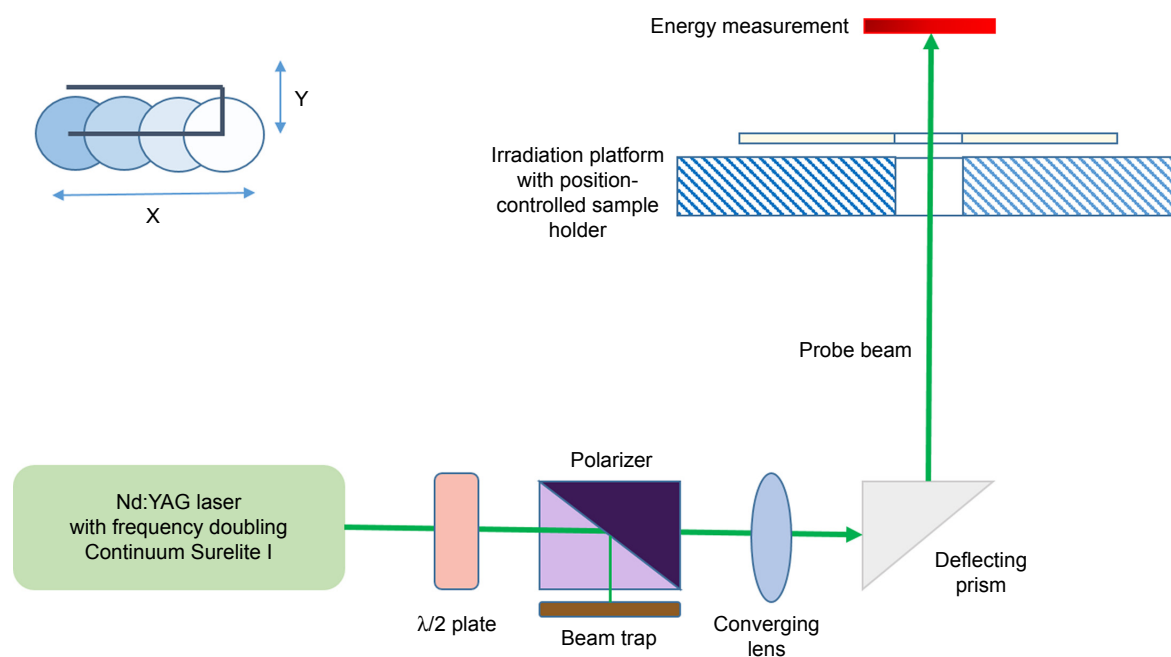 Energy measurement
Y
X
Irradiation platform
with position-
controlled sample
holder
Probe beam
Polarizer
Nd:YAG laser
with frequency doubling
Continuum Surelite I
Deflecting
prism
λ/2 plate
Beam trap
Converging
lens